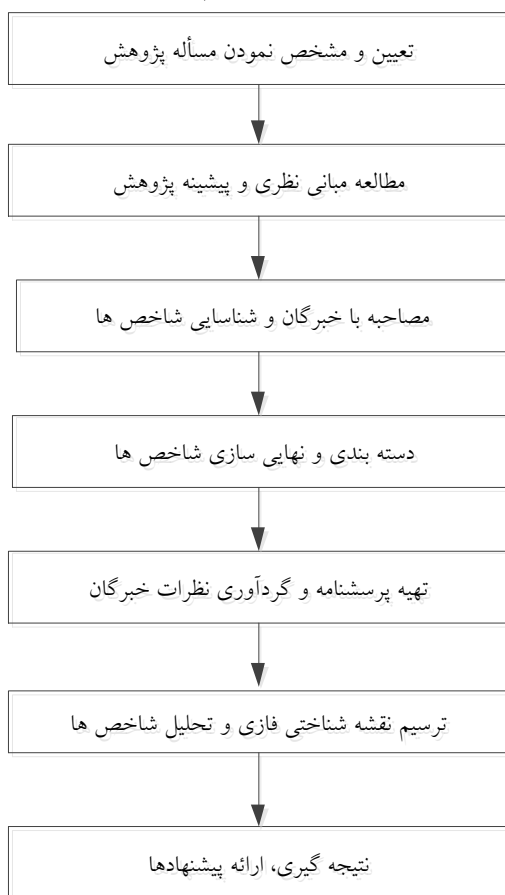 تعیین و مشخص نمودن مسأله پژوهش
مطالعه مبانی نظری و پیشینه پژوهش
مصاحبه با خبرگان و شناسایی شاخص ها
دسته بندی و نهایی سازی شاخص ها
تهیه پرسشنامه و گردآوری نظرات خبرگان
ترسیم نقشه شناختی فازی و تحلیل شاخص ها
نتیجه گیری، ارائه پیشنهادها